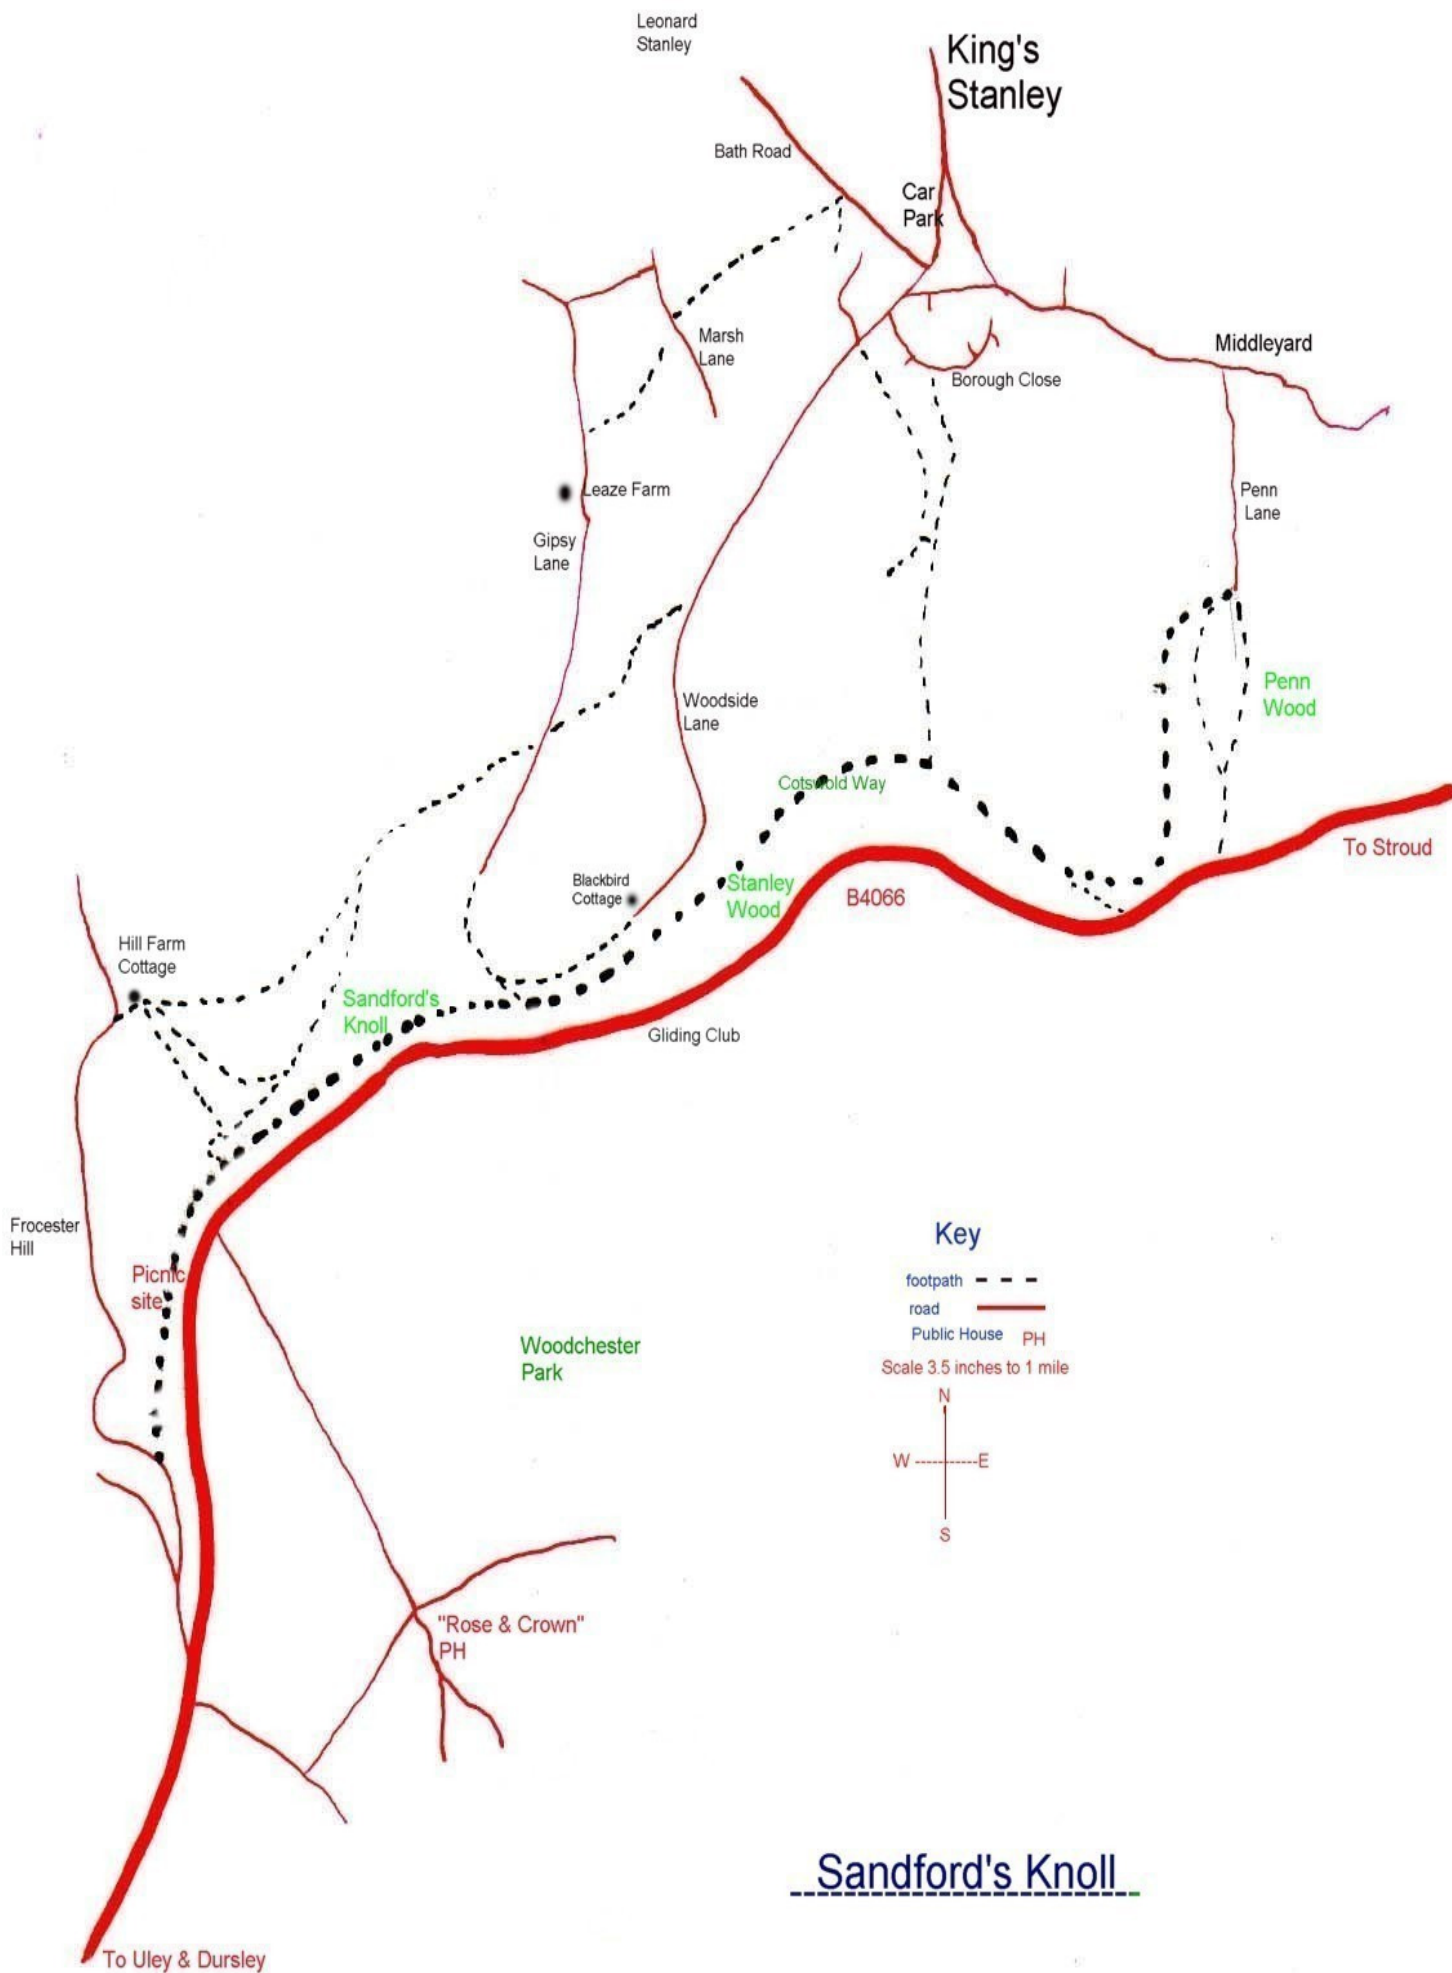 Leonard
Stanley
King's
Stanley
Bath Road
Car
Park
Marsh
Lane
Middleyard
Borough Close
Leaze Farm
Penn
Lane
Gipsy
Lane
Penn
Wood
Woodside
Lane
Cotswold Way
To Stroud
Blackbird
Cottage
Stanley
Wood
B4066
Hill Farm
Cottage
Sandford's
Knoll
Gliding Club
Frocester
Hill
Picnic
site
Key
footpath
road
Public House PH
Scale 3.5 inches to 1 mile
N
W E
S
Woodchester
Park
"Rose & Crown"
PH
Sandford's Knoll
To Uley & Dursley